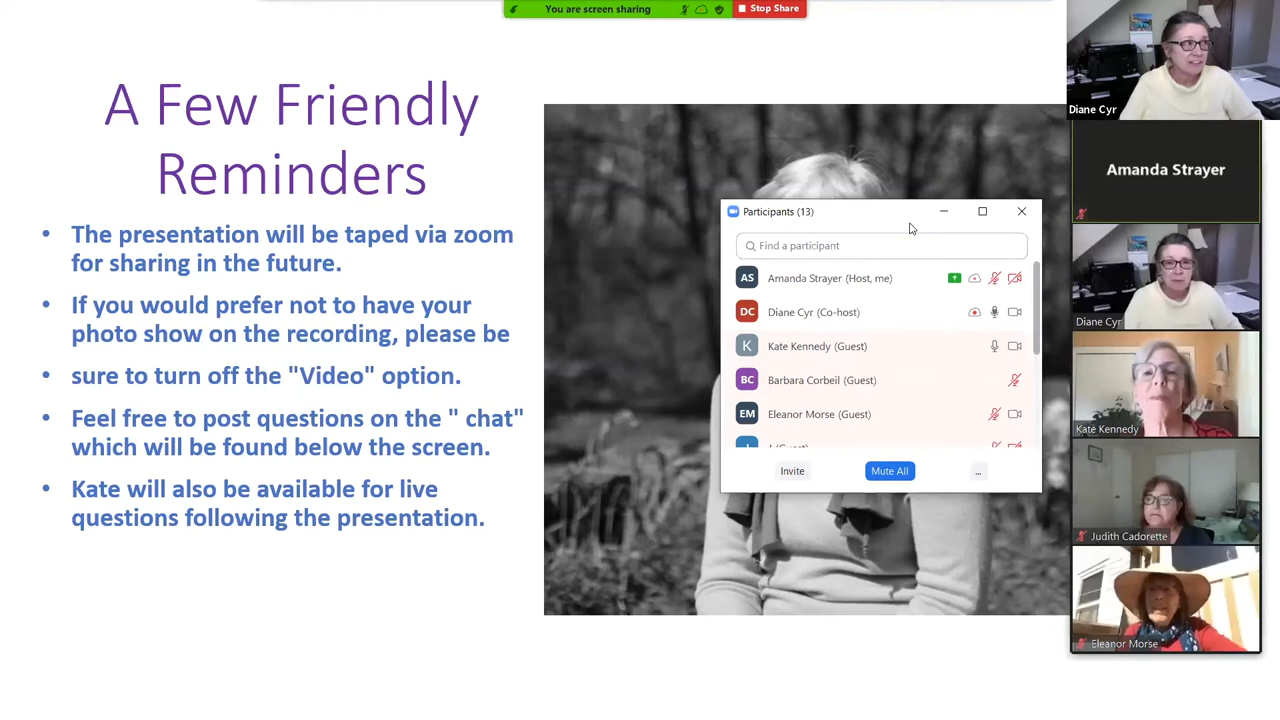 You are screen sharing
Stop Share
A Few Friendly
Reminders
• The presentation will be taped via zoom
for sharing in the future.
• If you would prefer not to have your
photo show on the recording, please be
• sure to turn off the "Video" option.
• Feel free to post questions on the " chat"
which will be found below the screen.
• Kate will also be available for live
questions following the presentation.
Participants (13)
Find a participant
AS Amanda Strayer (Host, me)
DC Diane Cyr (Co-host)
K Kate Kennedy (Guest)
BC Barbara Corbeil (Guest)
EM Eleanor Morse (Guest)
Invite
Mute All
...
Diane Cyr
Amanda Strayer
Diane Cyr
Kate Kennedy
Judith Cadorette
Eleanor Morse